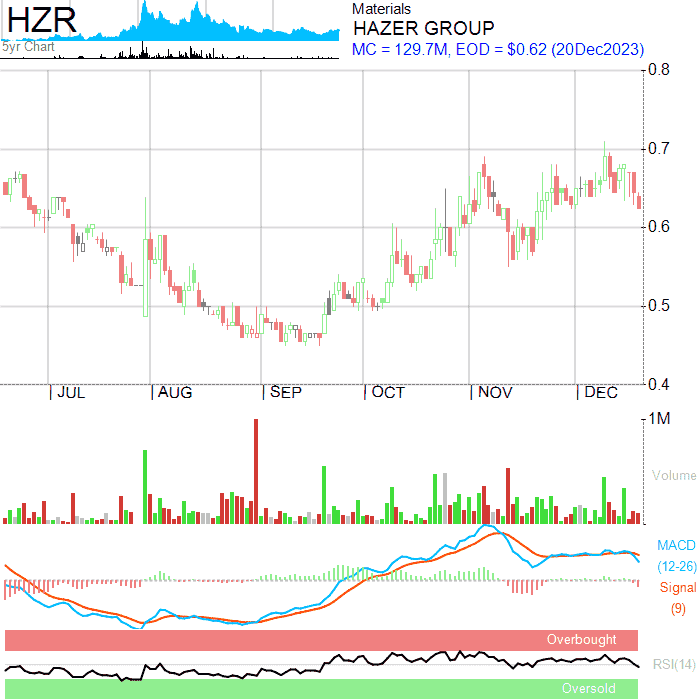 HZR
5yr Chart
Materials
HAZER GROUP
MC = 129.7M, EOD = $0.62 (20Dec2023)
0.8
0.7
0.6
0.5
0.4
JUL AUG SEP OCT NOV DEC
1M
Volume
MACD
(12-26)
Signal
(9)
Overbought
RSI(14)
Oversold